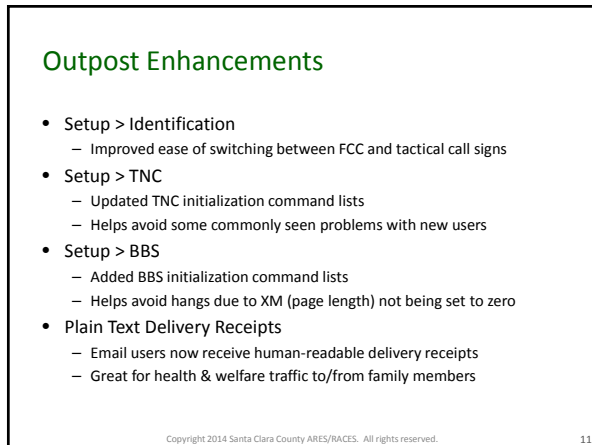 Outpost Enhancements
• Setup > Identification
– Improved ease of switching between FCC and tactical call signs
• Setup > TNC
– Updated TNC initialization command lists
– Helps avoid some commonly seen problems with new users
• Setup > BBS
– Added BBS initialization command lists
– Helps avoid hangs due to XM (page length) not being set to zero
• Plain Text Delivery Receipts
– Email users now receive human-readable delivery receipts
– Great for health & welfare traffic to/from family members
Copyright 2014 Santa Clara County ARES/RACES. All rights reserved.
11